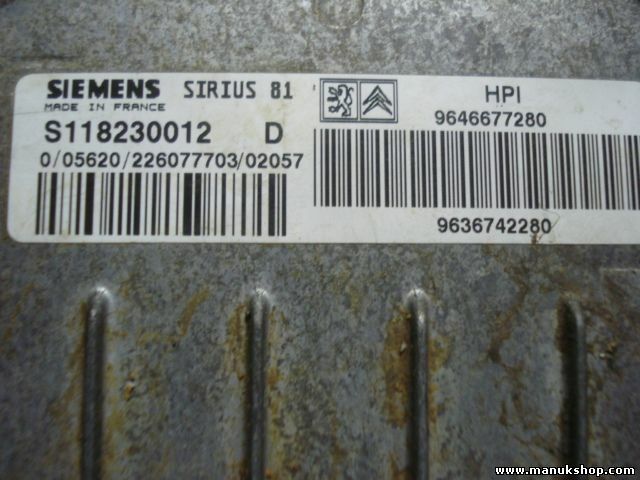 SIEMENS SIRIUS 81
MADE IN FRANCE
S118230012 D
0/05620/226077703/02057
HPI
9646677280
9636742280
www.manukshop.com